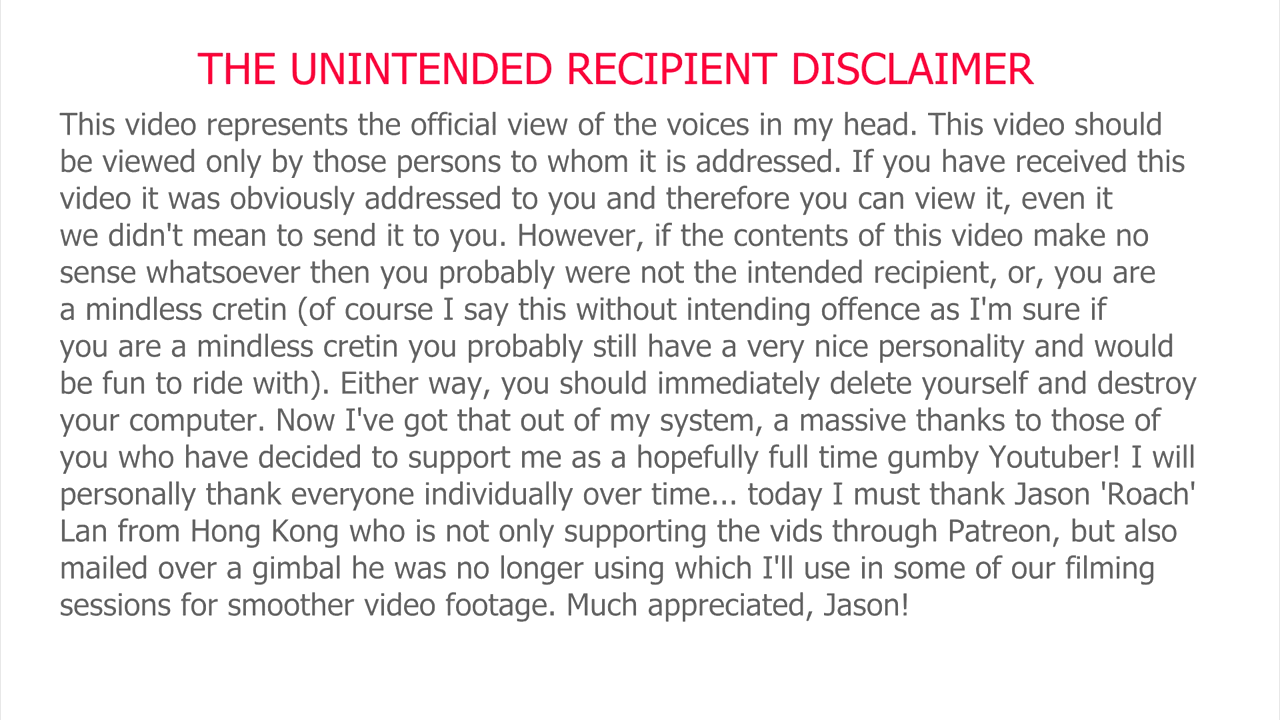 THE UNINTENDED RECIPIENT DISCLAIMER
This video represents the official view of the voices in my head. This video should
be viewed only by those persons to whom it is addressed. If you have received this
video it was obviously addressed to you and therefore you can view it, even it
we didn't mean to send it to you. However, if the contents of this video make no
sense whatsoever then you probably were not the intended recipient, or, you are
a mindless cretin (of course I say this without intending offence as I'm sure if
you are a mindless cretin you probably still have a very nice personality and would
be fun to ride with). Either way, you should immediately delete yourself and destroy
your computer. Now I've got that out of my system, a massive thanks to those of
you who have decided to support me as a hopefully full time gumby Youtuber! I will
personally thank everyone individually over time... today I must thank Jason 'Roach'
Lan from Hong Kong who is not only supporting the vids through Patreon, but also
mailed over a gimbal he was no longer using which I'll use in some of our filming
sessions for smoother video footage. Much appreciated, Jason!